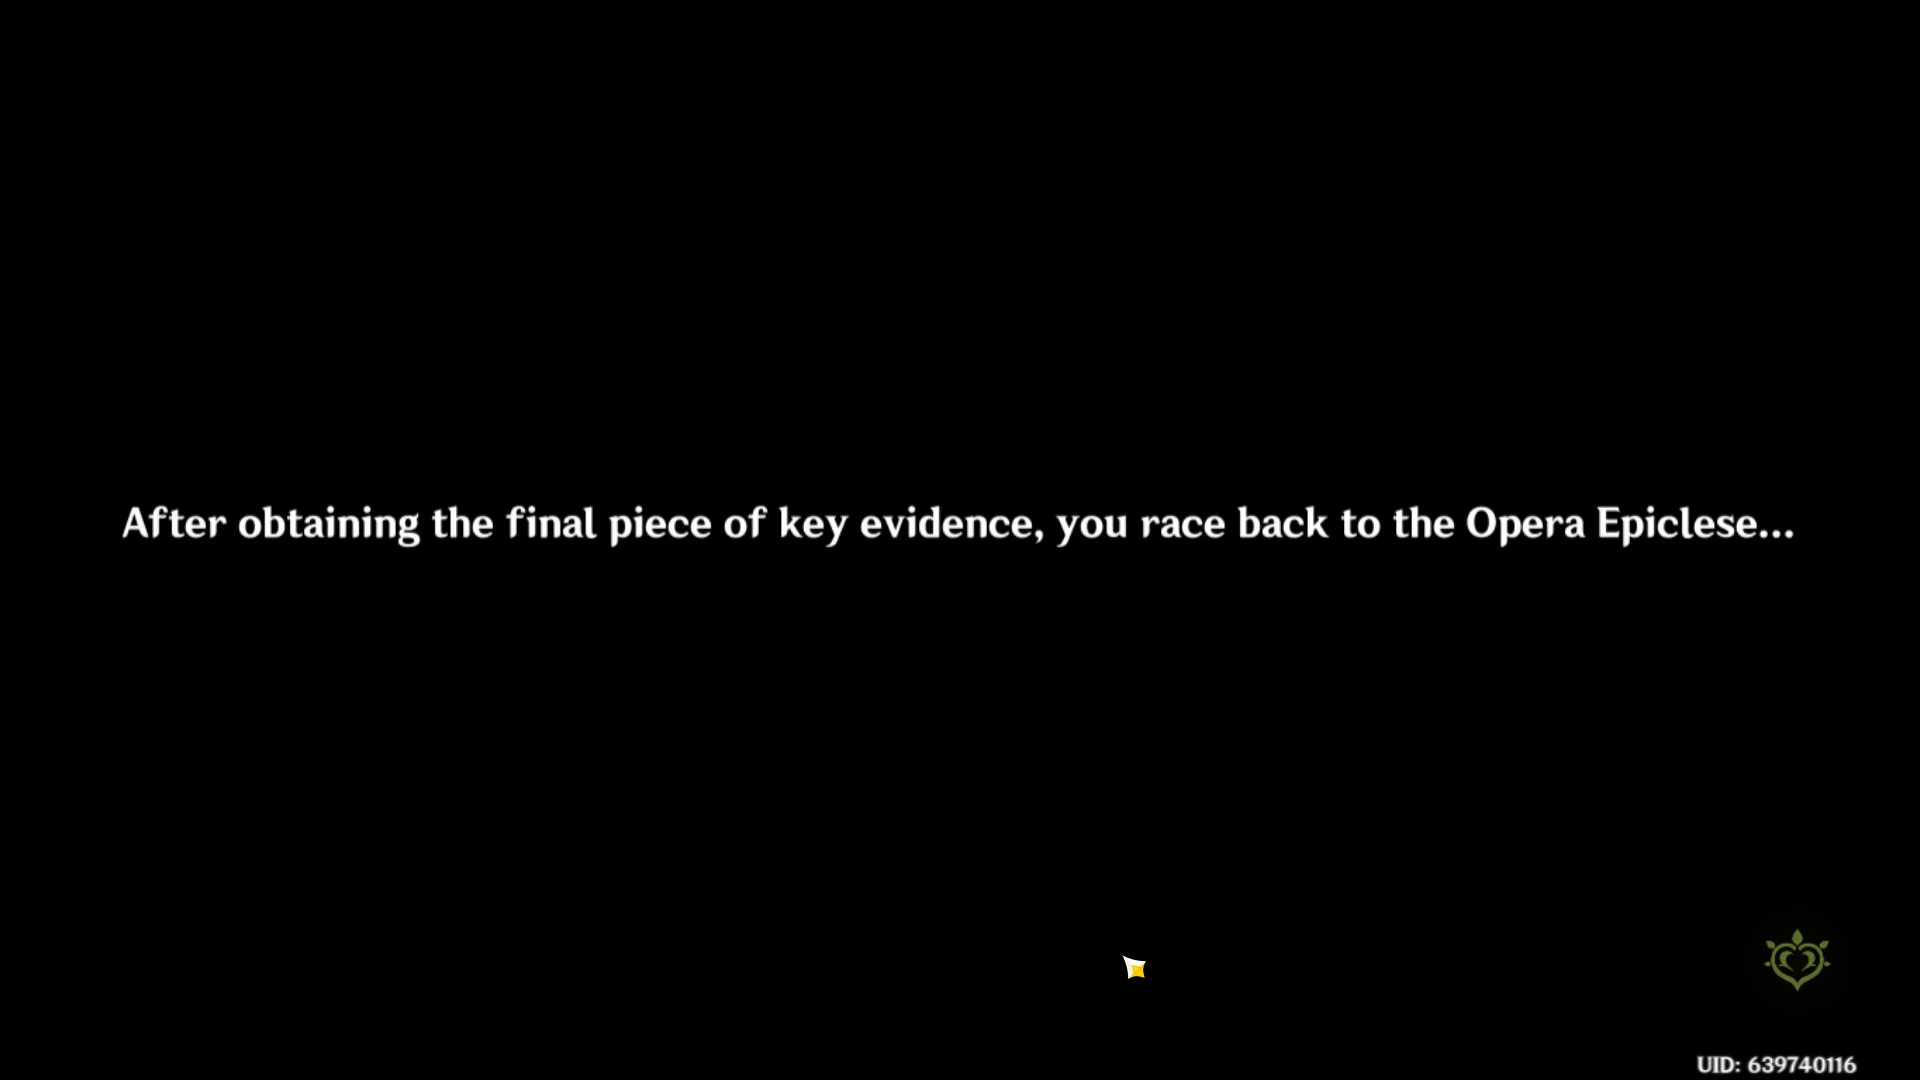 After obtaining the final piece of key evidence, you race back to the Opera Epiclese...
UID: 639740116